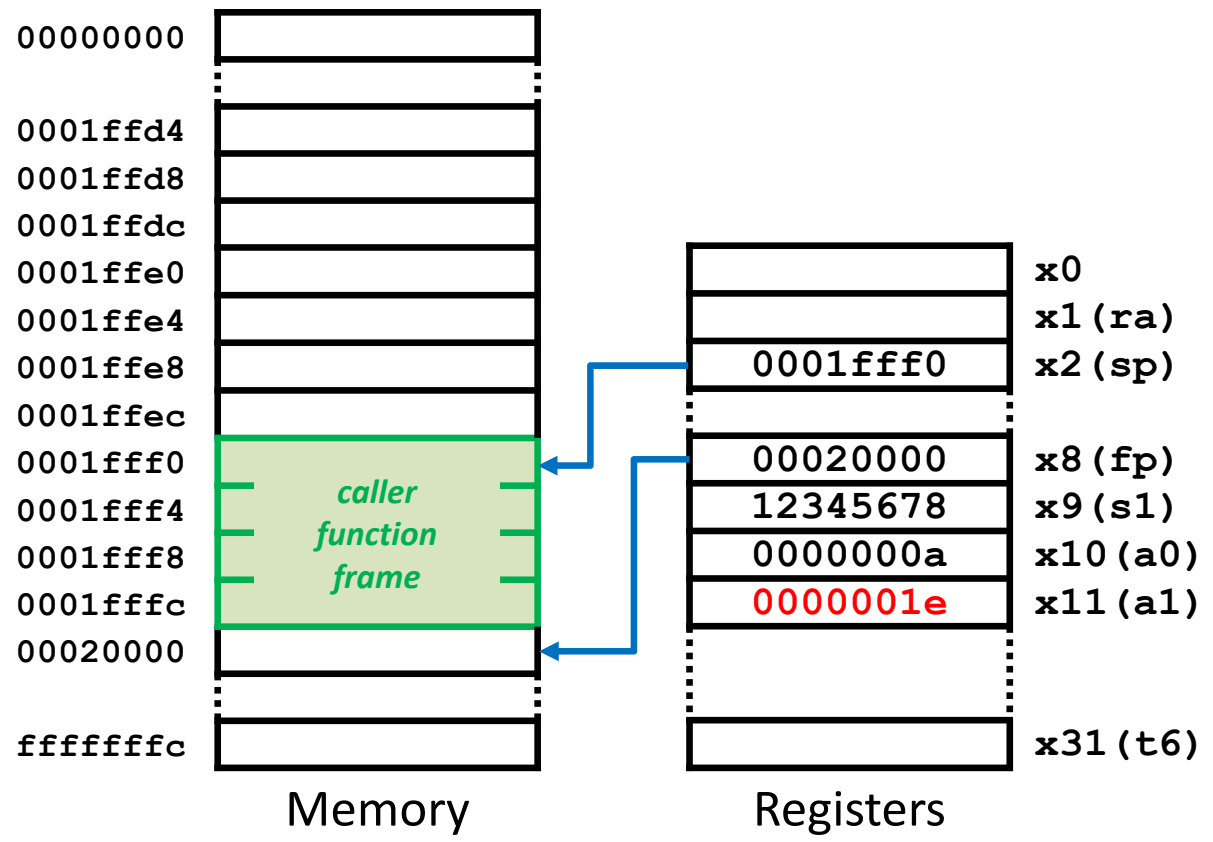 00000000
0001ffd4
0001ffd8
0001ffdc
0001ffe0
0001ffe4
0001ffe8
0001ffec
0001fff0
0001fff4
0001fff8
0001fffc
00020000
fffffffc
caller
function
frame
Memory
x0
x1(ra)
0001fff0 x2(sp)
00020000 x8(fp)
12345678 x9(s1)
0000000a x10(a0)
0000001e x11(a1)
x31(t6)
Registers